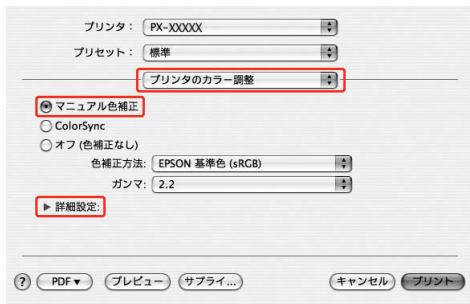 プリンタ： PX-XXXXX
プリセット： 標準
プリンタのカラー調整
マニュアル色補正
ColorSync
オフ (色補正なし)
色補正方法: EPSON 基準色 (sRGB)
ガンマ: 2.2
▶ 詳細設定:
? PDF▼ プレビュー サプライ... キャンセル プリント